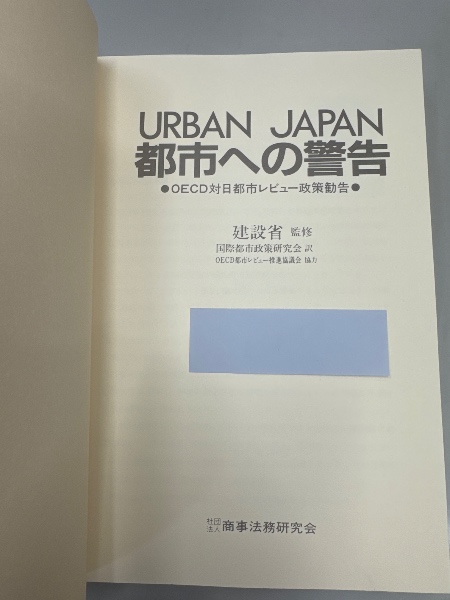 URBAN JAPAN
都市への警告
●OECD対日都市レビュー政策勧告●
建設省 監修
国際都市政策研究会 訳
OECD都市レビュー推進協議会 協力
社団法人 商事法務研究会